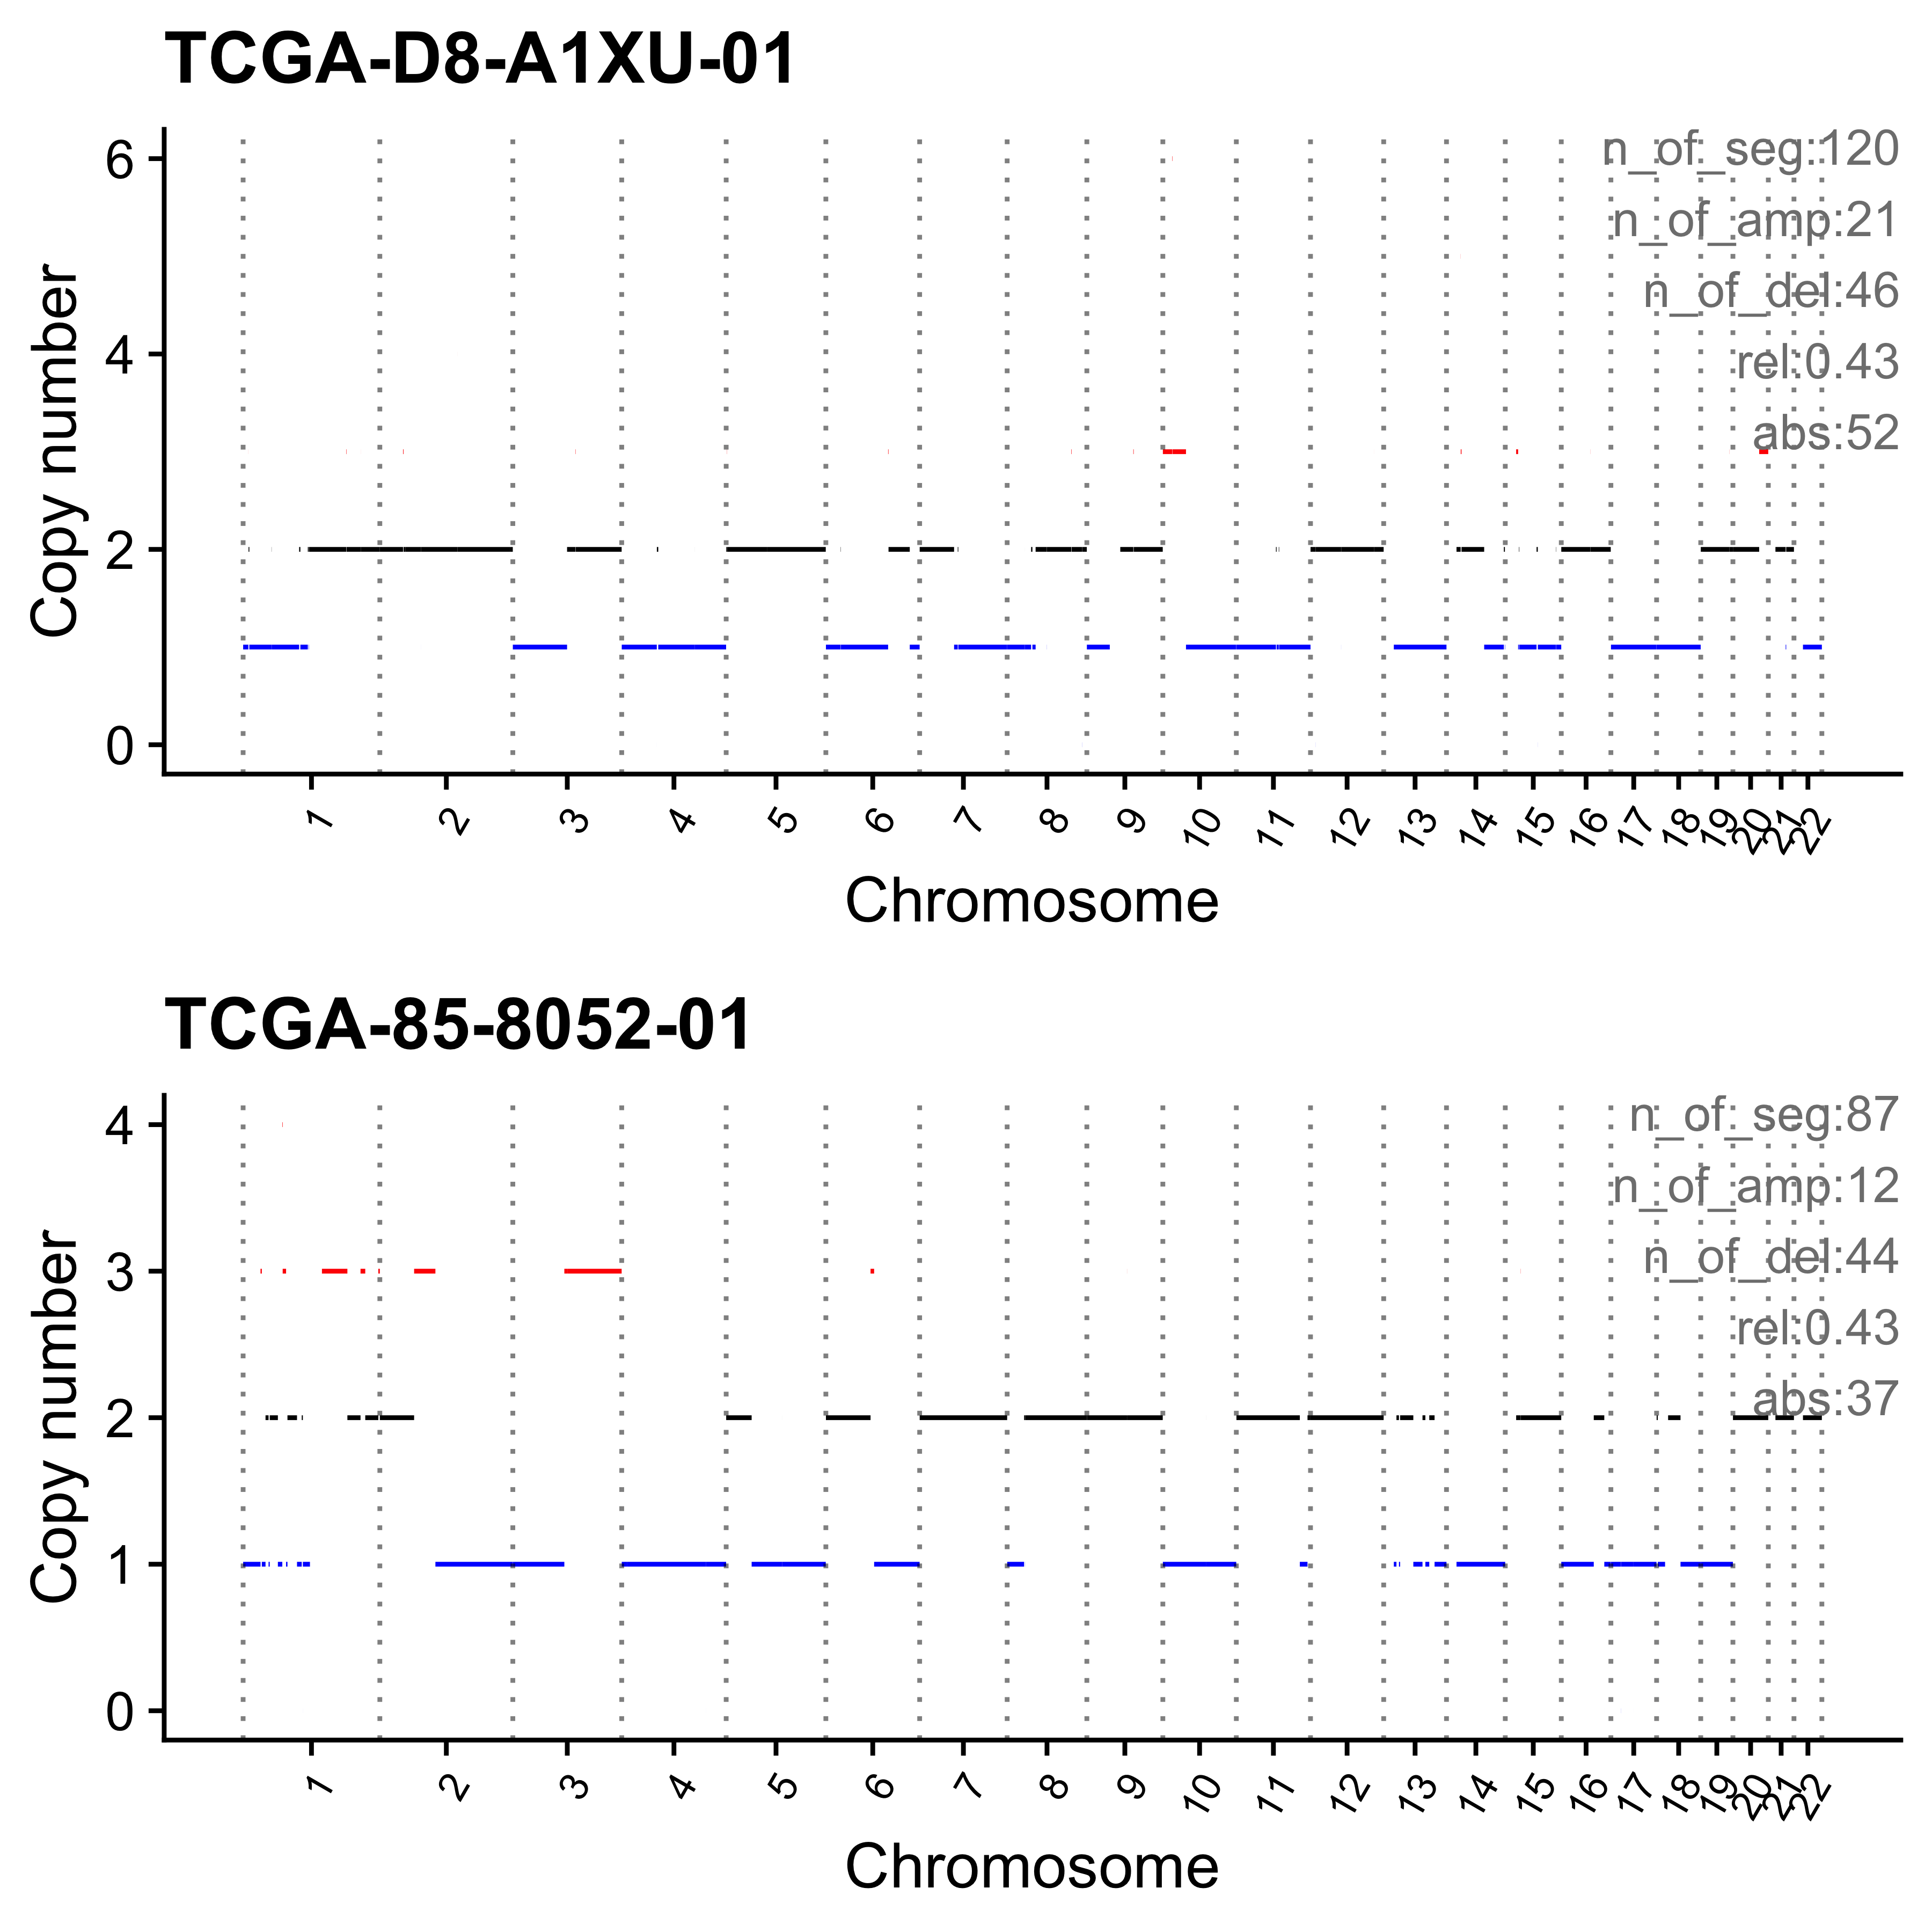 TCGA-D8-A1XU-01
n_of_seg:120
n_of_amp:21
n_of_del:46
rel:0.43
abs:52
Copy number
6
4
2
0
1 2 3 4 5 6 7 8 9 10 11 12 13 14 15 16 17 18 19 20 21 22
Chromosome
TCGA-85-8052-01
n_of_seg:87
n_of_amp:12
n_of_del:44
rel:0.43
abs:37
Copy number
4
3
2
1
0
1 2 3 4 5 6 7 8 9 10 11 12 13 14 15 16 17 18 19 20 21 22
Chromosome